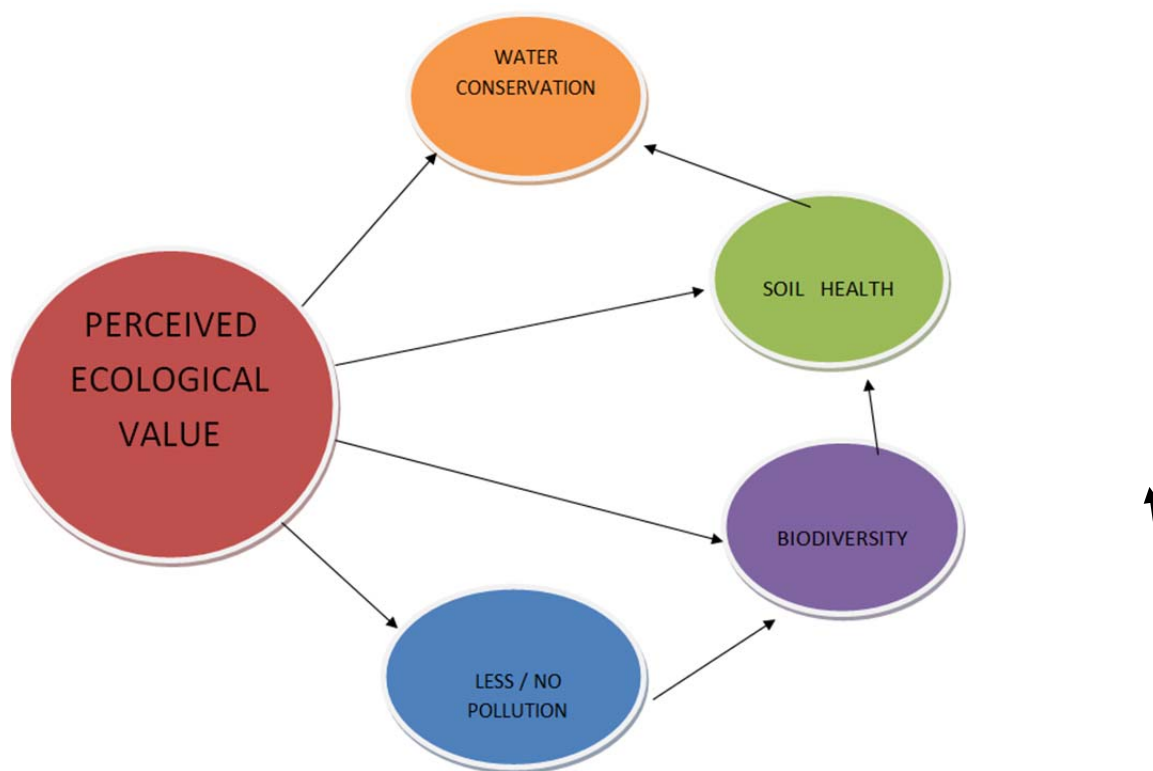 WATER
CONSERVATION
SOIL HEALTH
PERCEIVED
ECOLOGICAL
VALUE
BIODIVERSITY
LESS / NO
POLLUTION